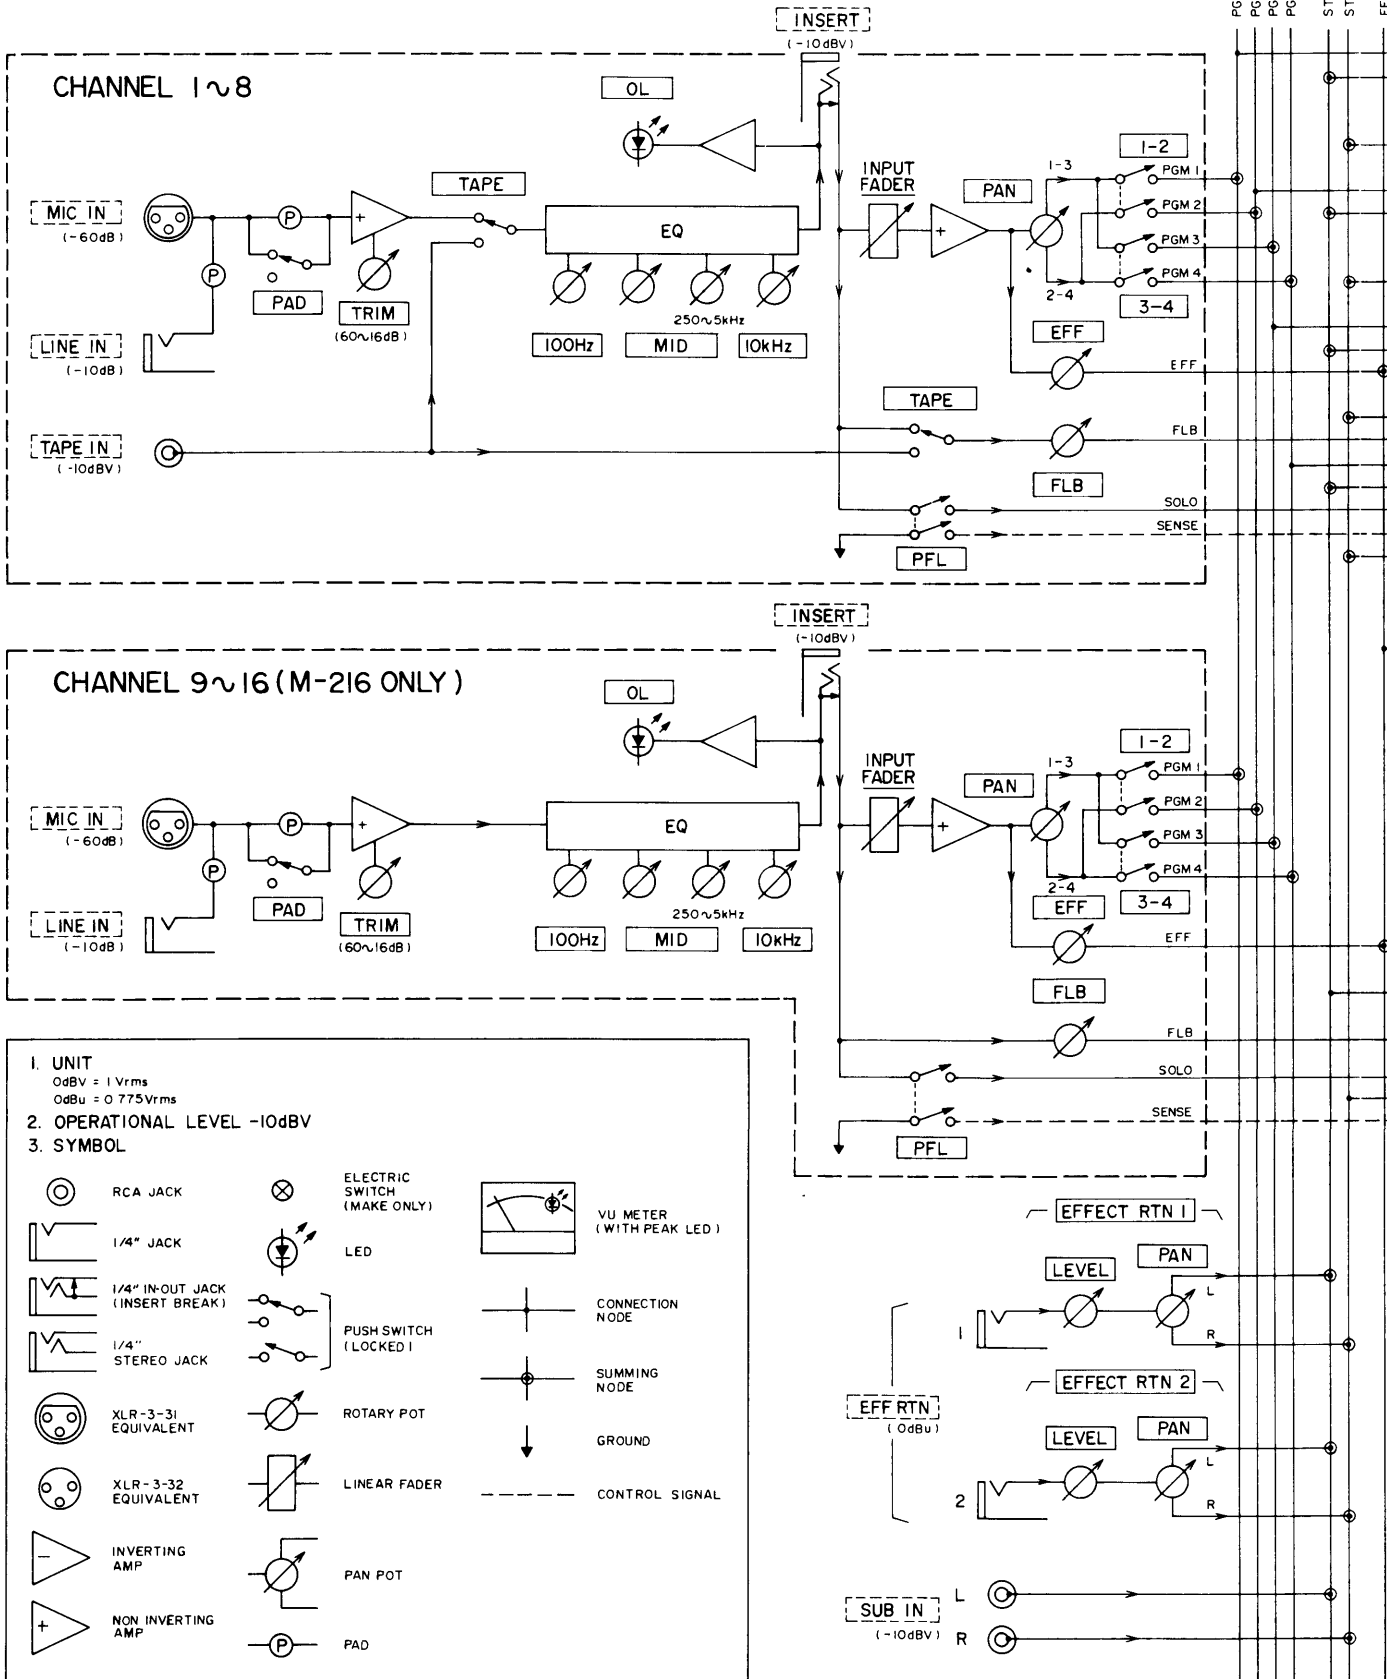 INSERT
(-10dBV)
PG
PG
PG
PG
ST
ST
EF
CHANNEL 1~8
OL
1-2
INPUT
FADER
1-3
PGM 1
TAPE
PAN
MIC IN
(-60dB)
PGM 2
EQ
PGM 3
PGM 4
PAD
2-4
3-4
TRIM
(60~16dB)
250~5kHz
EFF
LINE IN
(-10dB)
100Hz
MID
10kHz
EFF
TAPE
FLB
TAPE IN
(-10dBV)
FLB
SOLO
SENSE
PFL
INSERT
(-10dBV)
CHANNEL 9~16 (M-216 ONLY)
OL
1-2
INPUT
FADER
1-3
PGM 1
PAN
PGM 2
MIC IN
(-60dB)
EQ
PGM 3
PGM 4
2-4
PAD
EFF
3-4
TRIM
(60~16dB)
250~5kHz
LINE IN
(-10dB)
100Hz
MID
10kHz
EFF
FLB
FLB
SOLO
SENSE
PFL
1. UNIT
0dBV = 1 Vrms
0dBu = 0 775Vrms
2. OPERATIONAL LEVEL -10dBV
3. SYMBOL
RCA JACK
ELECTRIC
SWITCH
(MAKE ONLY)
VU METER
(WITH PEAK LED)
1/4" JACK
LED
1/4" IN-OUT JACK
(INSERT BREAK)
CONNECTION
NODE
PUSH SWITCH
(LOCKED)
1/4"
STEREO JACK
SUMMING
NODE
XLR-3-31
EQUIVALENT
ROTARY POT
GROUND
XLR-3-32
EQUIVALENT
LINEAR FADER
CONTROL SIGNAL
INVERTING
AMP
PAN POT
NON INVERTING
AMP
P
PAD
EFFECT RTN 1
LEVEL
PAN
L
1
R
EFFECT RTN 2
EFF RTN
(0dBu)
LEVEL
PAN
L
2
R
SUB IN
(-10dBV)
L
R